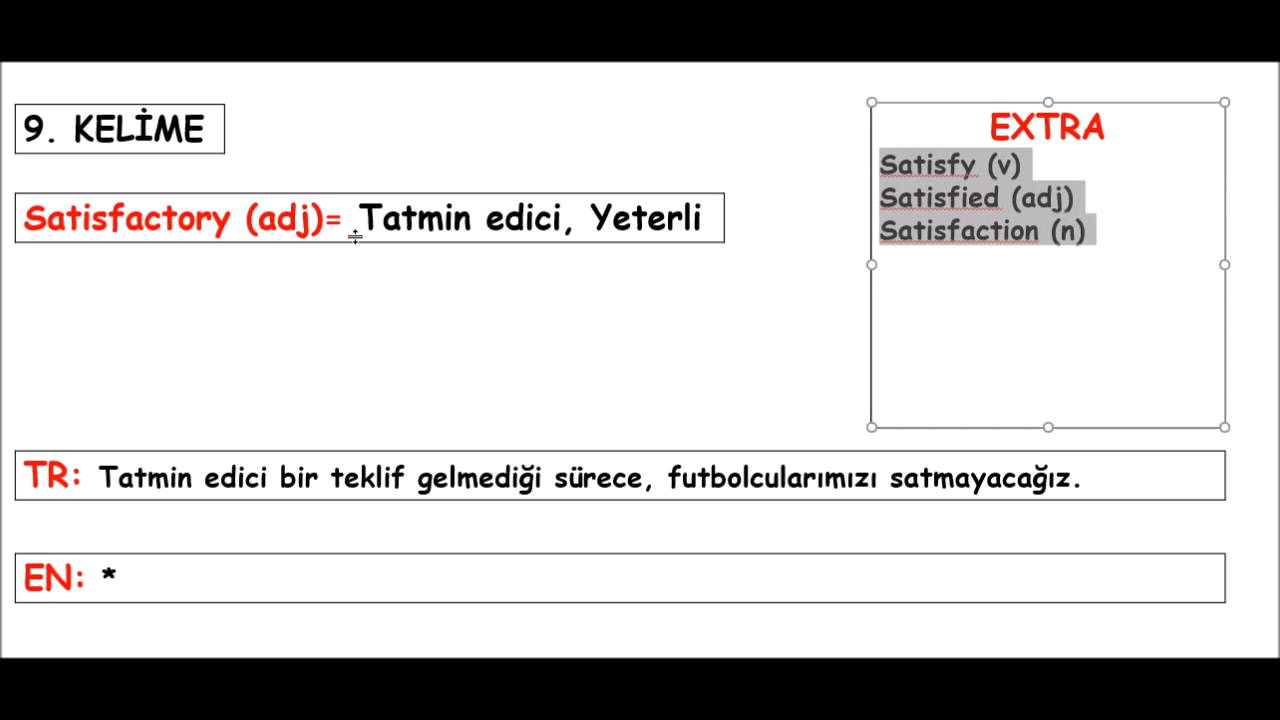 9. KELİME
Satisfactory (adj)= Tatmin edici, Yeterli
EXTRA
Satisfy (v)
Satisfied (adj)
Satisfaction (n)
TR: Tatmin edici bir teklif gelmediği sürece, futbolcularımızı satmayacağız.
EN: *